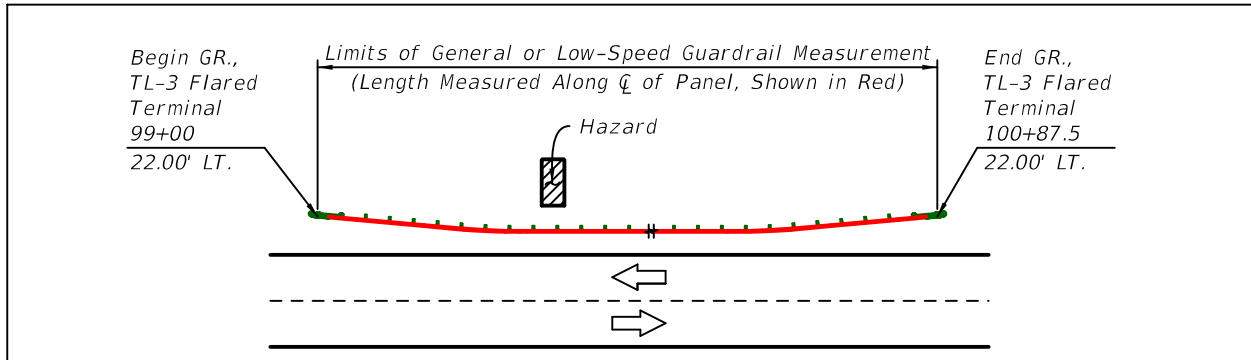 Begin GR.,
TL-3 Flared
Terminal
99+00
22.00' LT.
Limits of General or Low-Speed Guardrail Measurement
(Length Measured Along ℄ of Panel, Shown in Red)
Hazard
End GR.,
TL-3 Flared
Terminal
100+87.5
22.00' LT.